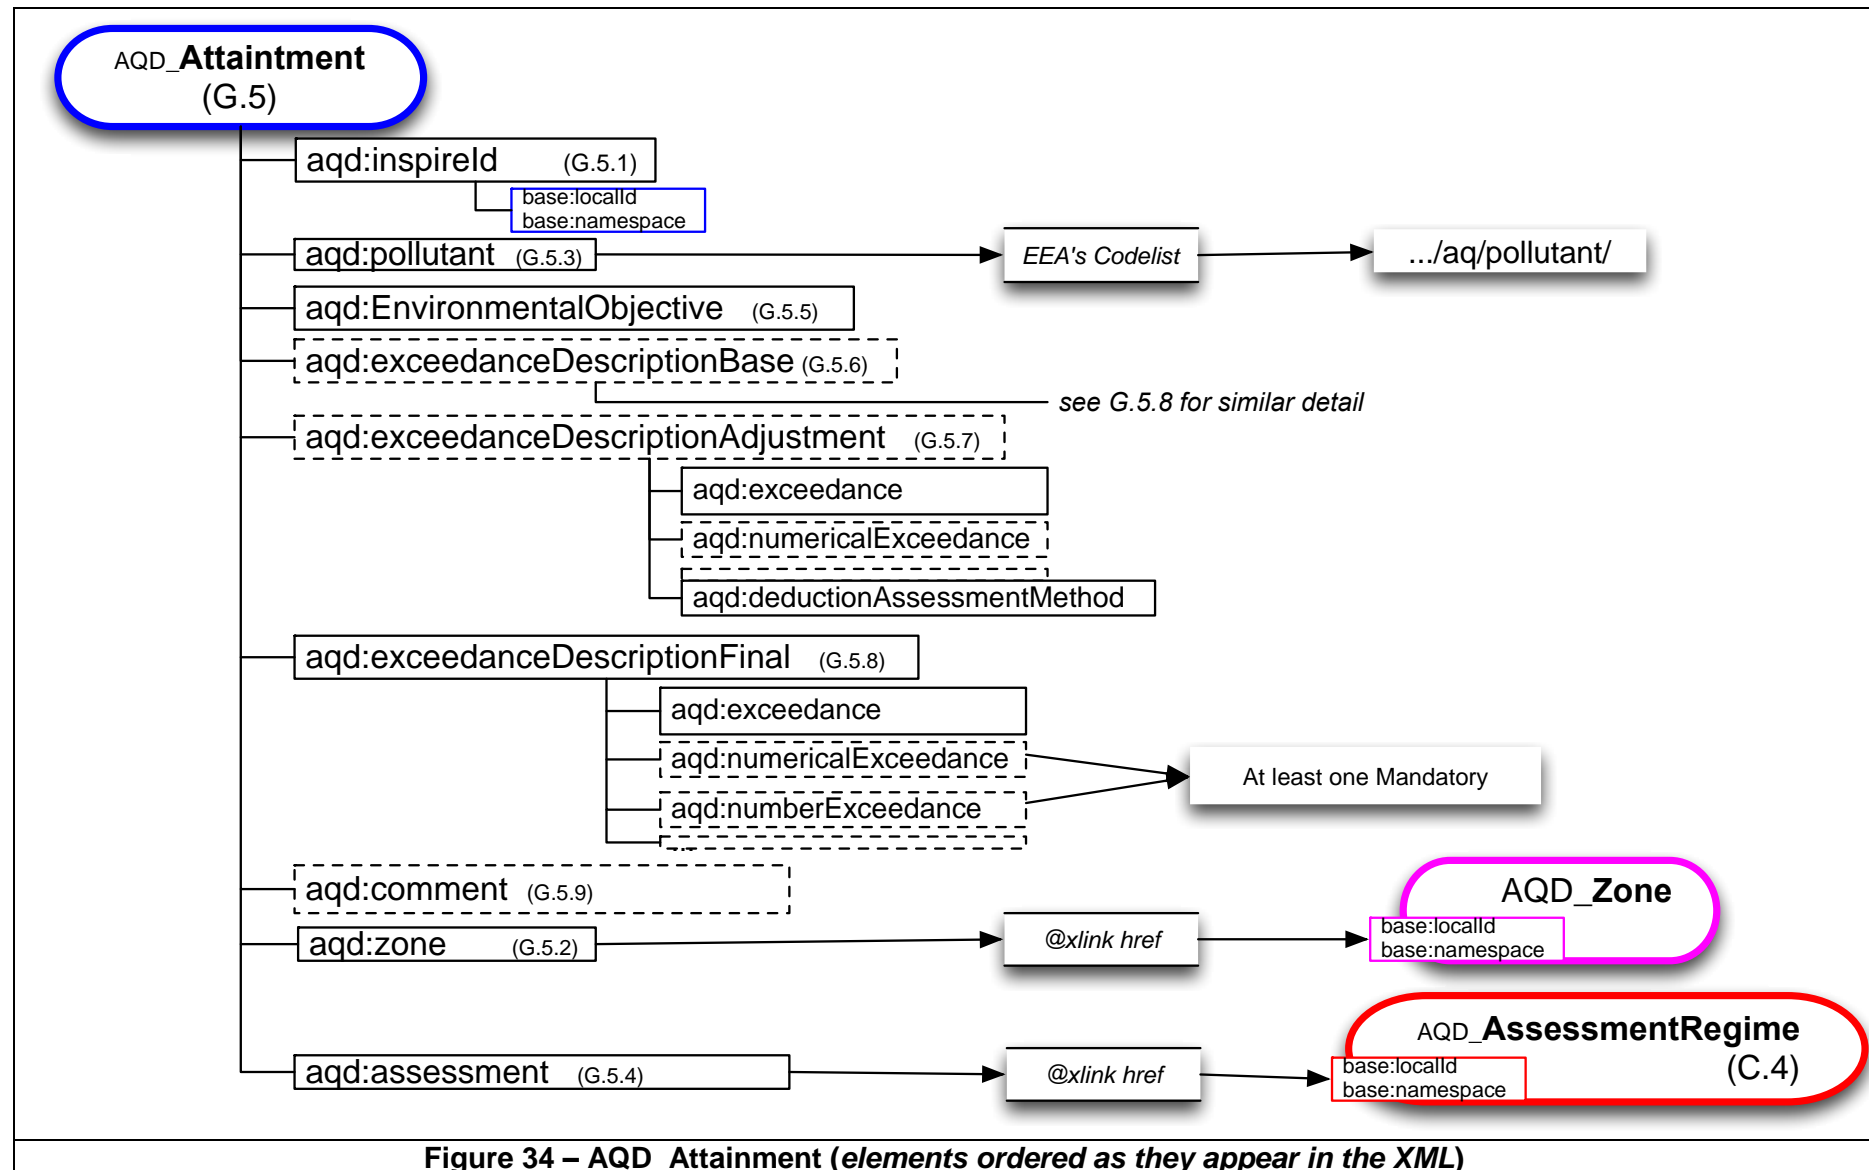 AQD_Attaintment
(G.5)
aqd:inspireId (G.5.1)
base:localId
base:namespace
aqd:pollutant (G.5.3)
EEA's Codelist
.../aq/pollutant/
aqd:EnvironmentalObjective (G.5.5)
aqd:exceedanceDescriptionBase (G.5.6)
see G.5.8 for similar detail
aqd:exceedanceDescriptionAdjustment (G.5.7)
aqd:exceedance
aqd:numericalExceedance
aqd:deductionAssessmentMethod
aqd:exceedanceDescriptionFinal (G.5.8)
aqd:exceedance
aqd:numericalExceedance
aqd:numberExceedance
...
At least one Mandatory
aqd:comment (G.5.9)
aqd:zone (G.5.2)
@xlink href
AQD_Zone
base:localId
base:namespace
aqd:assessment (G.5.4)
@xlink href
AQD_AssessmentRegime
(C.4)
base:localId
base:namespace
Figure 34 – AQD_Attainment (elements ordered as they appear in the XML)